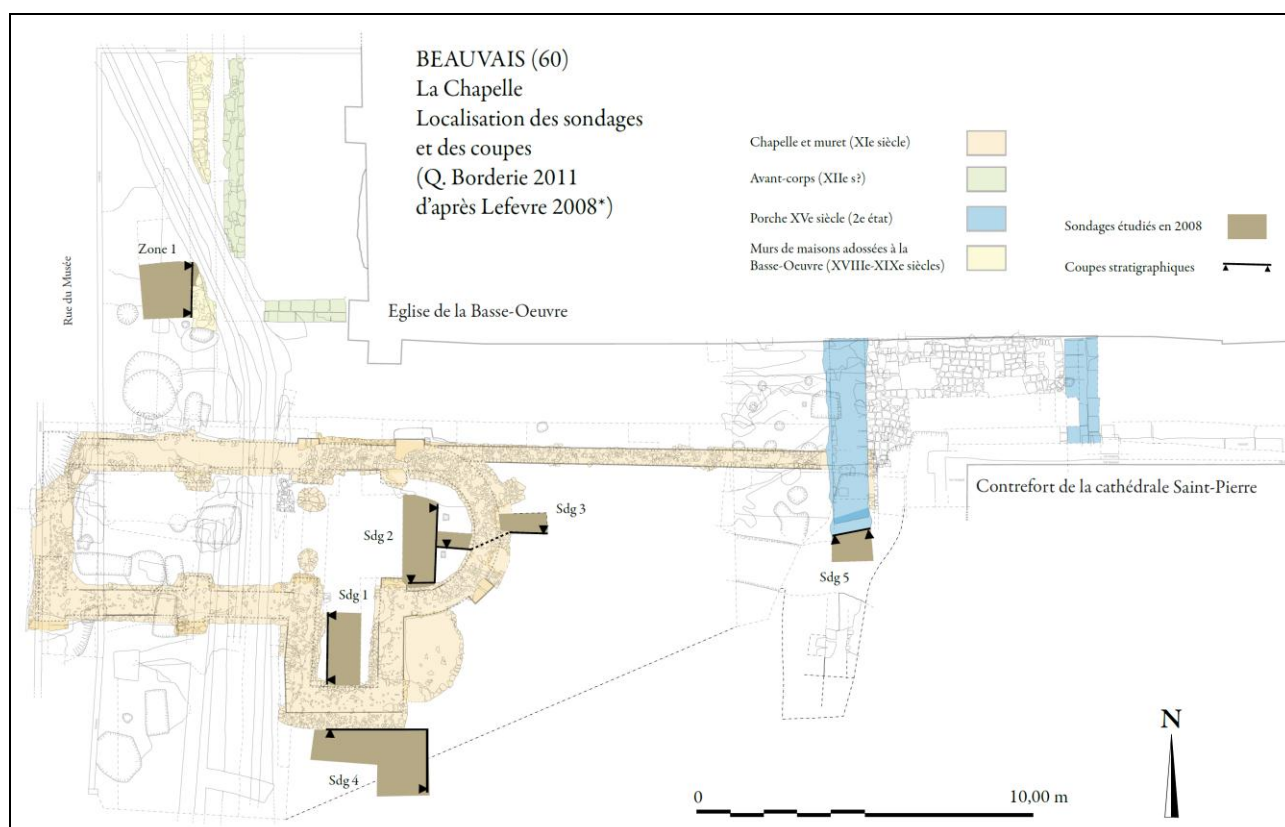 BEAUVAIS (60)
La Chapelle
Localisation des sondages
et des coupes
(Q. Borderie 2011
d'après Lefevre 2008*)
Chapelle et muret (XIe siècle)
Avant-corps (XIIe s?)
Porche XVe siècle (2e état)
Murs de maisons adossées à la
Basse-Oeuvre (XVIIIe-XIXe siècles)
Sondages étudiés en 2008
Coupes stratigraphiques
Zone 1
Rue du Musée
Eglise de la Basse-Oeuvre
Contrefort de la cathédrale Saint-Pierre
Sdg 3
Sdg 2
Sdg 1
Sdg 5
Sdg 4
N
0
10,00 m